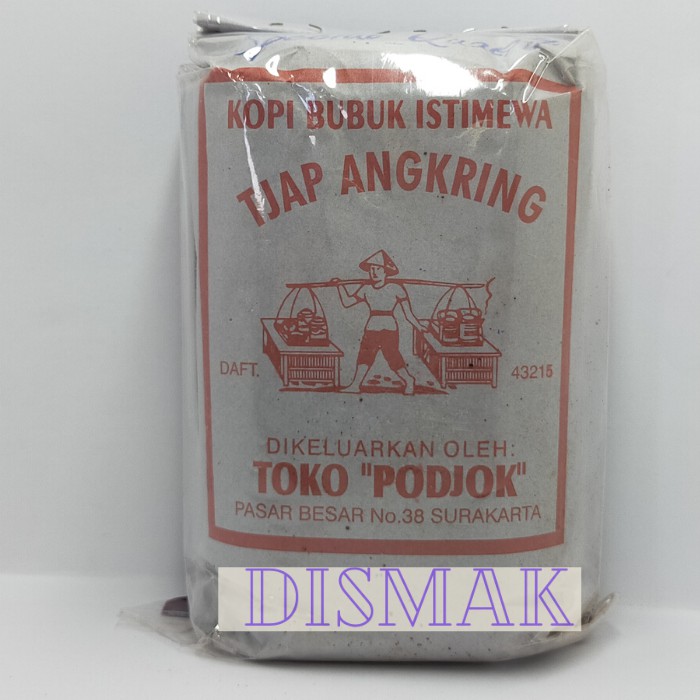 KOPI BUBUK ISTIMEWA
TJAP ANGKRING
DAFT. 43215
DIKELUARKAN OLEH:
TOKO "PODJOK"
PASAR BESAR No.38 SURAKARTA
DISMAK